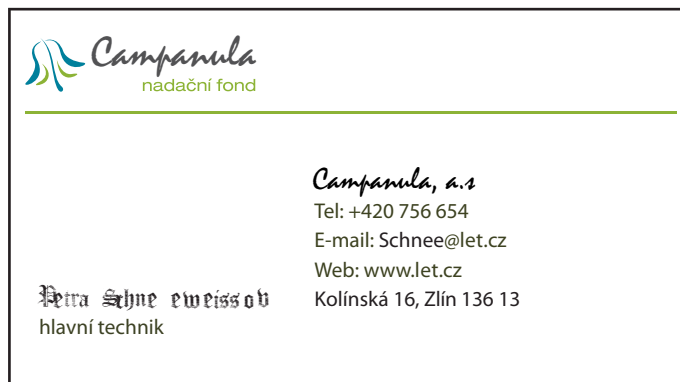 Campanula
nadační fond
Campanula, a.s
Tel: +420 756 654
E-mail: Schnee@let.cz
Web: www.let.cz
Kolínská 16, Zlín 136 13
Petra Schne eweissov
hlavní technik